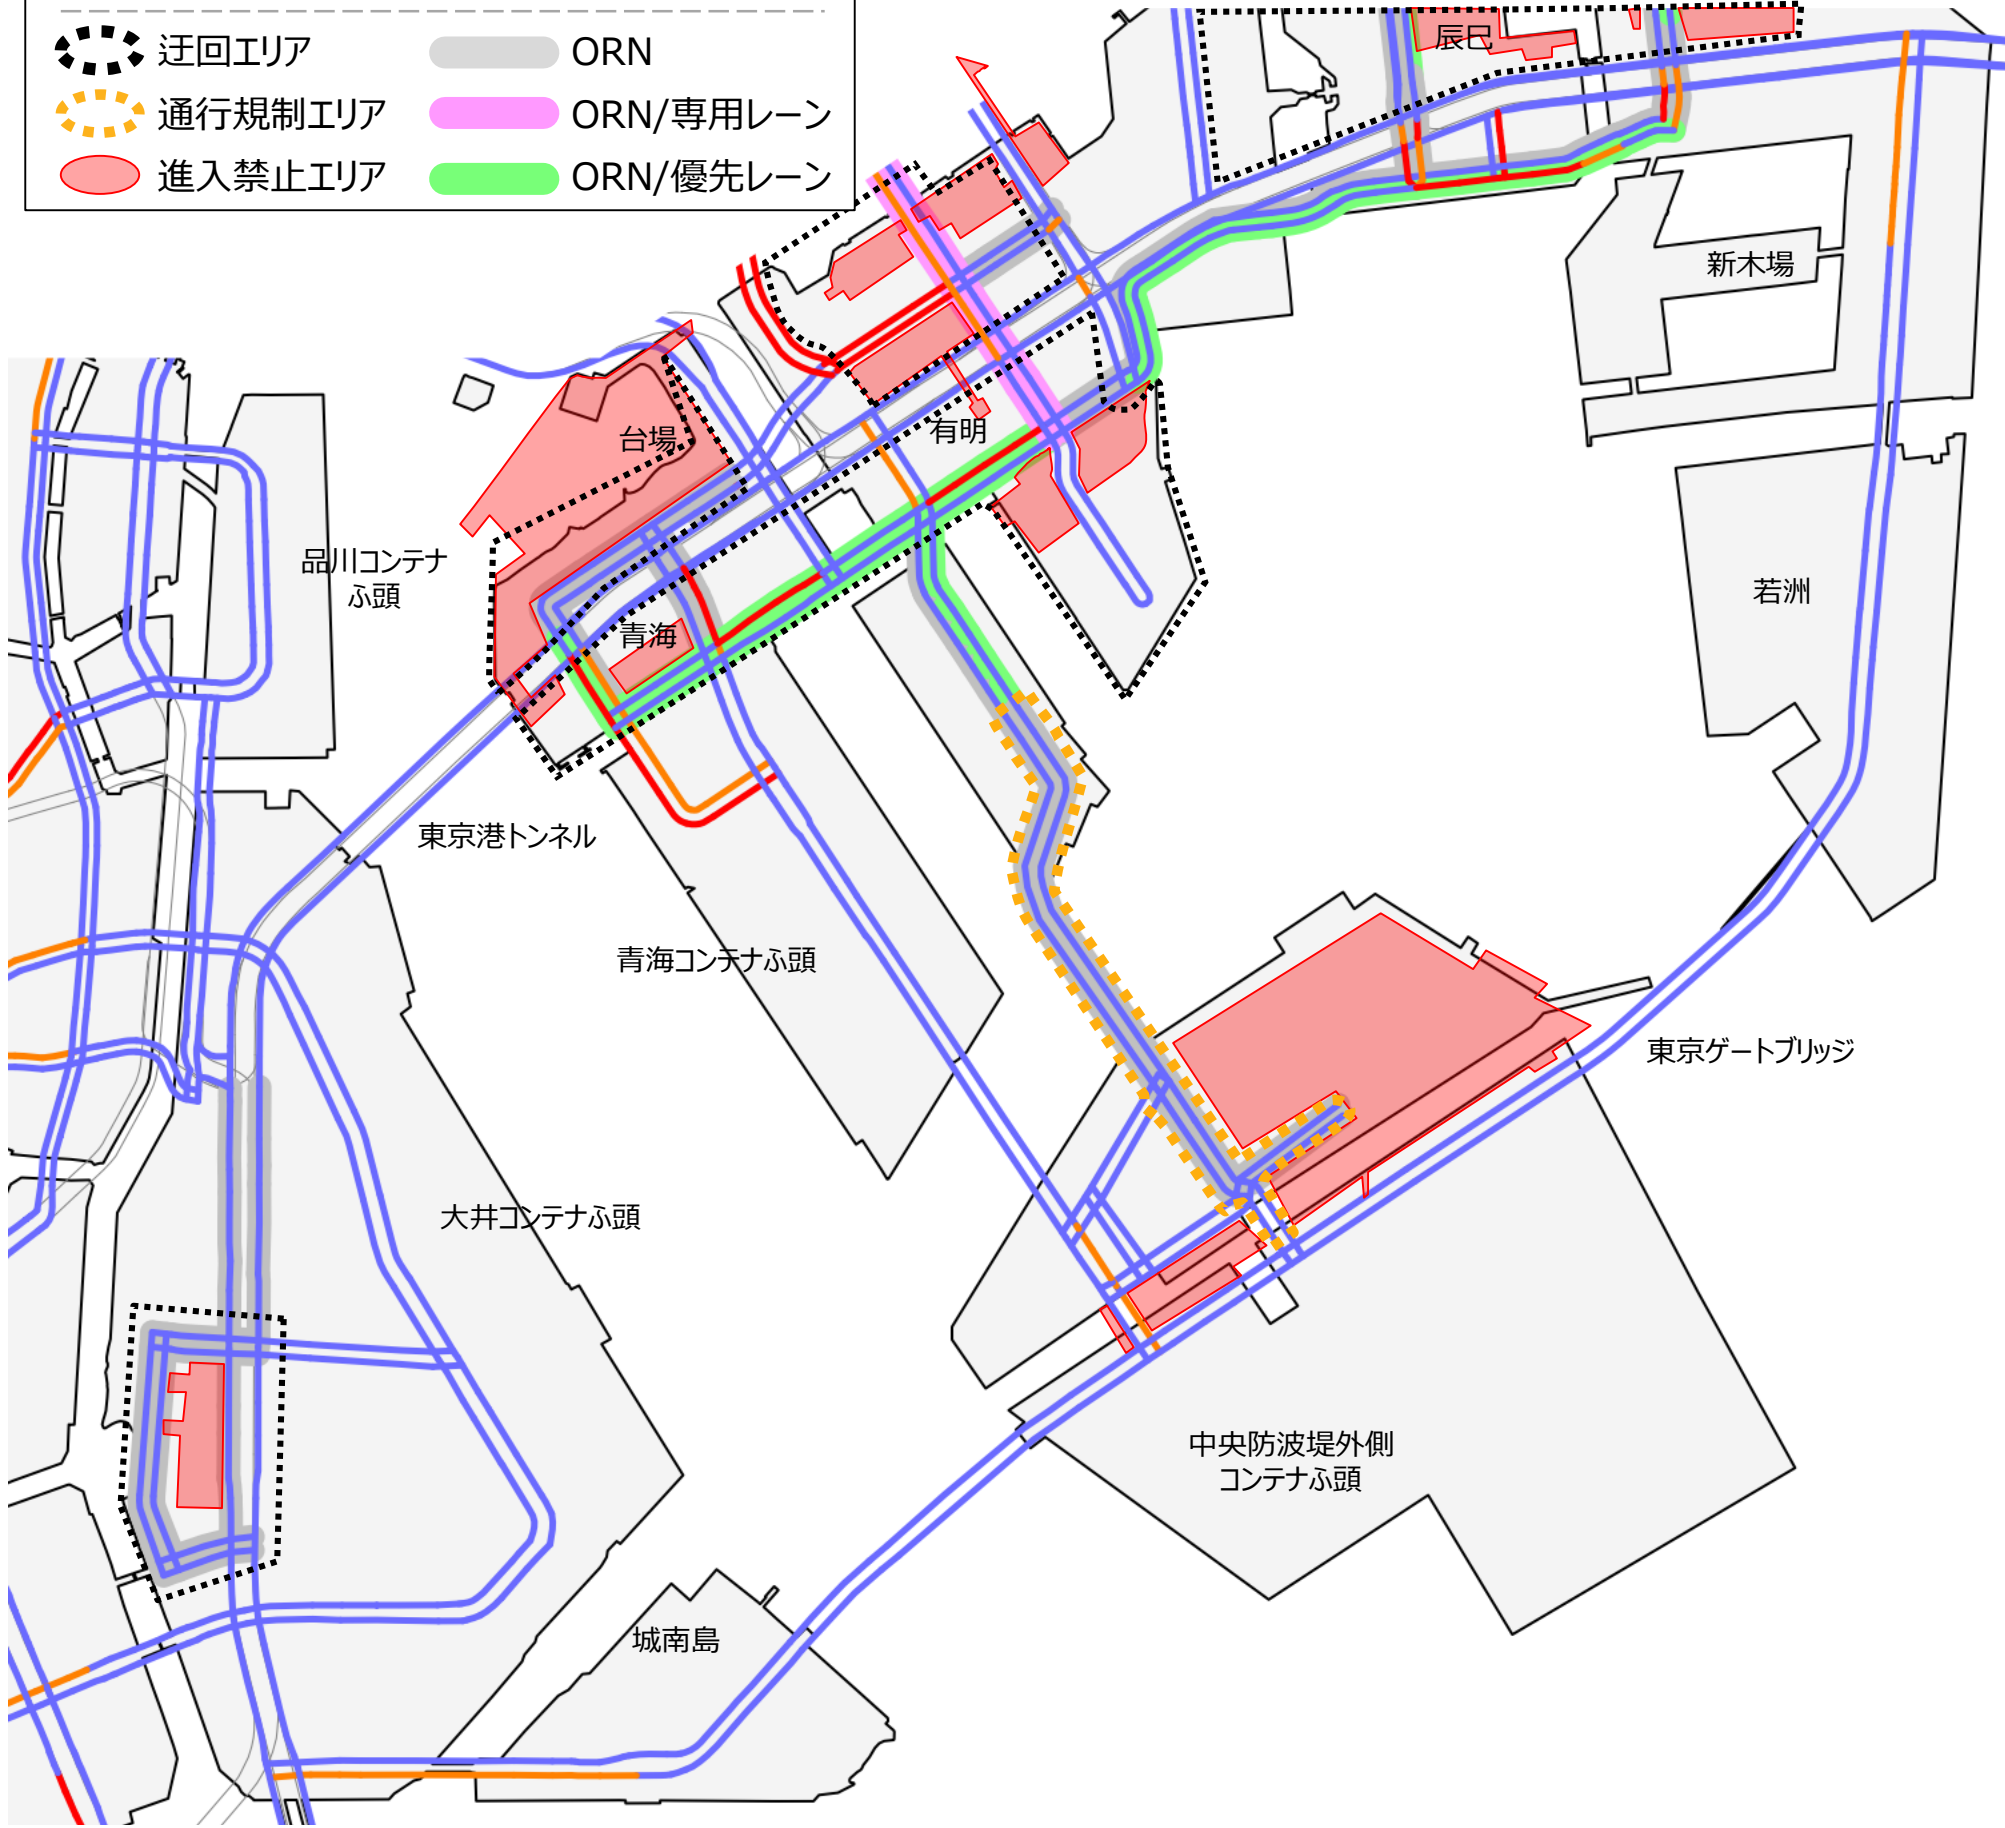 迂回エリア
ORN
通行規制エリア
ORN/専用レーン
進入禁止エリア
ORN/優先レーン
辰巳
新木場
台場
有明
品川コンテナ
ふ頭
若洲
青海
東京港トンネル
青海コンテナふ頭
東京ゲートブリッジ
大井コンテナふ頭
中央防波堤外側
コンテナふ頭
城南島